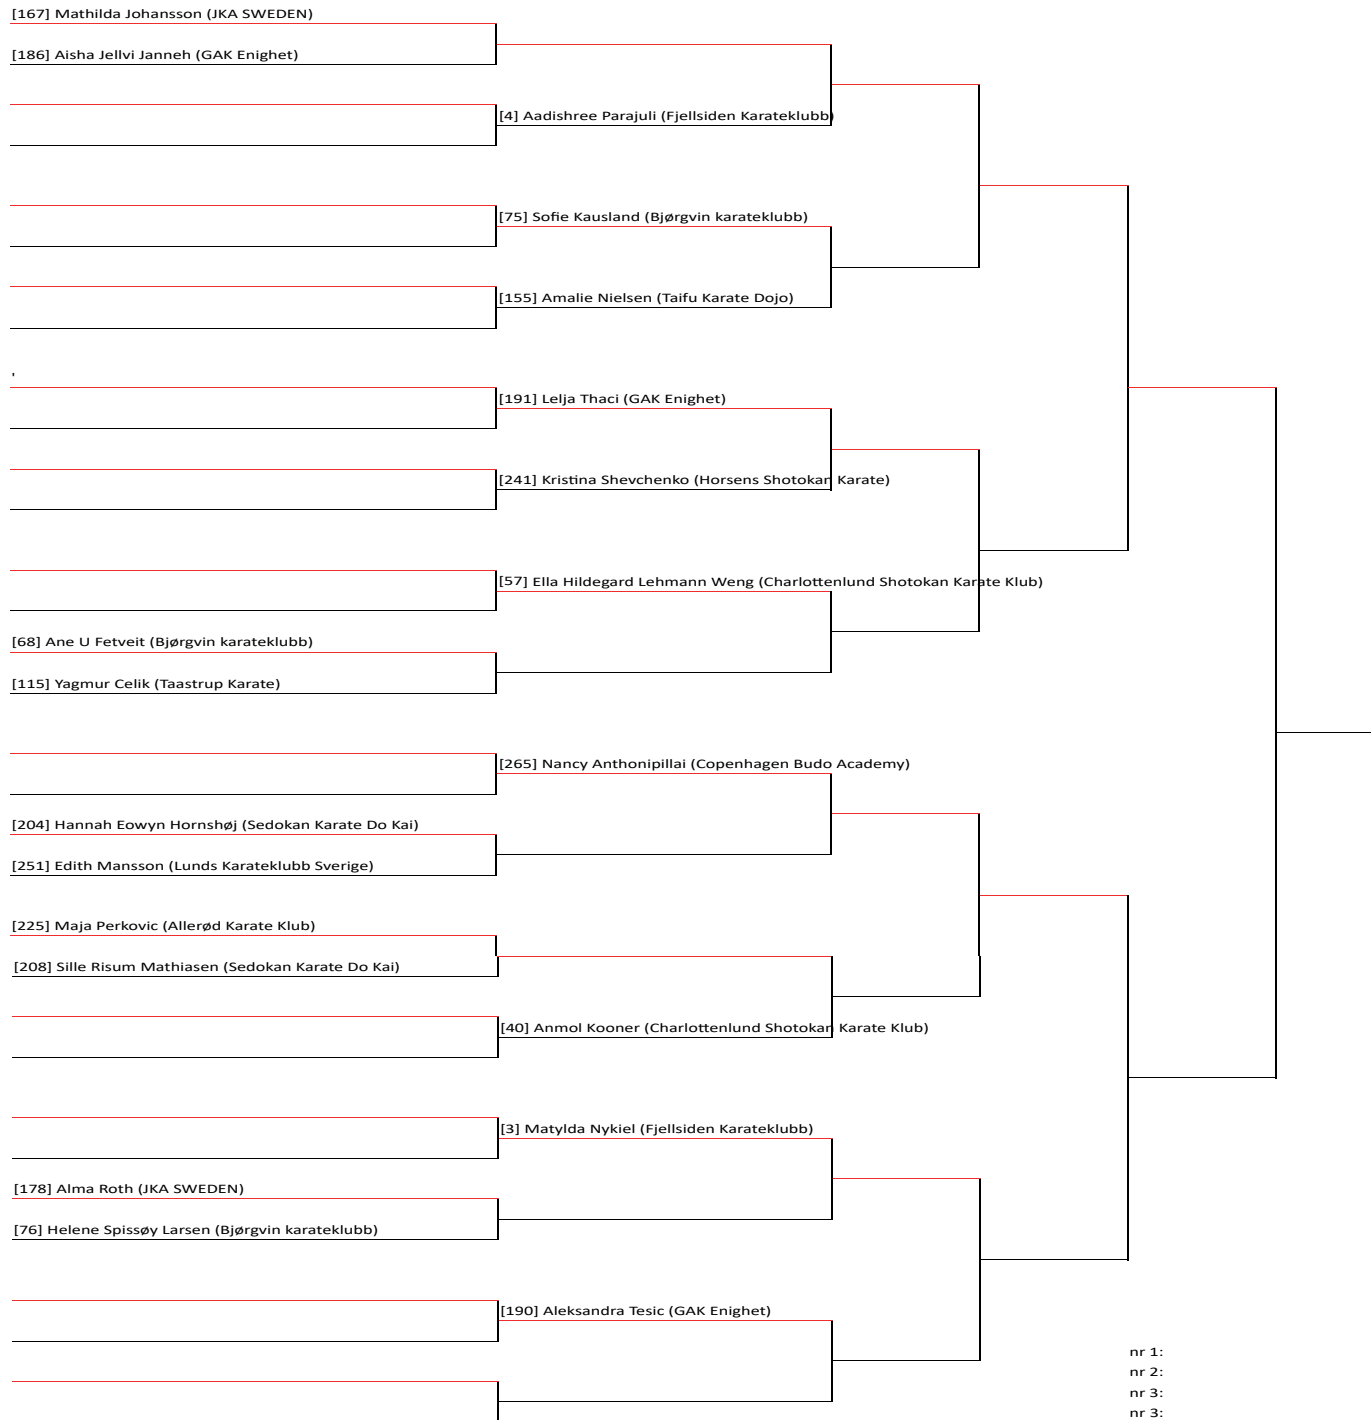 [167] Mathilda Johansson (JKA SWEDEN)
[186] Aisha Jellvi Janneh (GAK Enighet)
[4] Aadishree Parajuli (Fjellsiden Karateklubb)
[75] Sofie Kausland (Bjørgvin karateklubb)
[155] Amalie Nielsen (Taifu Karate Dojo)
,
[191] Lelja Thaci (GAK Enighet)
[241] Kristina Shevchenko (Horsens Shotokan Karate)
[57] Ella Hildegard Lehmann Weng (Charlottenlund Shotokan Karate Klub)
[68] Ane U Fetveit (Bjørgvin karateklubb)
[115] Yagmur Celik (Taastrup Karate)
[265] Nancy Anthonipillai (Copenhagen Budo Academy)
[204] Hannah Eowyn Hornshøj (Sedokan Karate Do Kai)
[251] Edith Mansson (Lunds Karateklubb Sverige)
[225] Maja Perkovic (Allerød Karate Klub)
[208] Sille Risum Mathiasen (Sedokan Karate Do Kai)
[40] Anmol Kooner (Charlottenlund Shotokan Karate Klub)
[3] Matylda Nykiel (Fjellsiden Karateklubb)
[178] Alma Roth (JKA SWEDEN)
[76] Helene Spissøy Larsen (Bjørgvin karateklubb)
[190] Aleksandra Tesic (GAK Enighet)
nr 1:
nr 2:
nr 3:
nr 3: